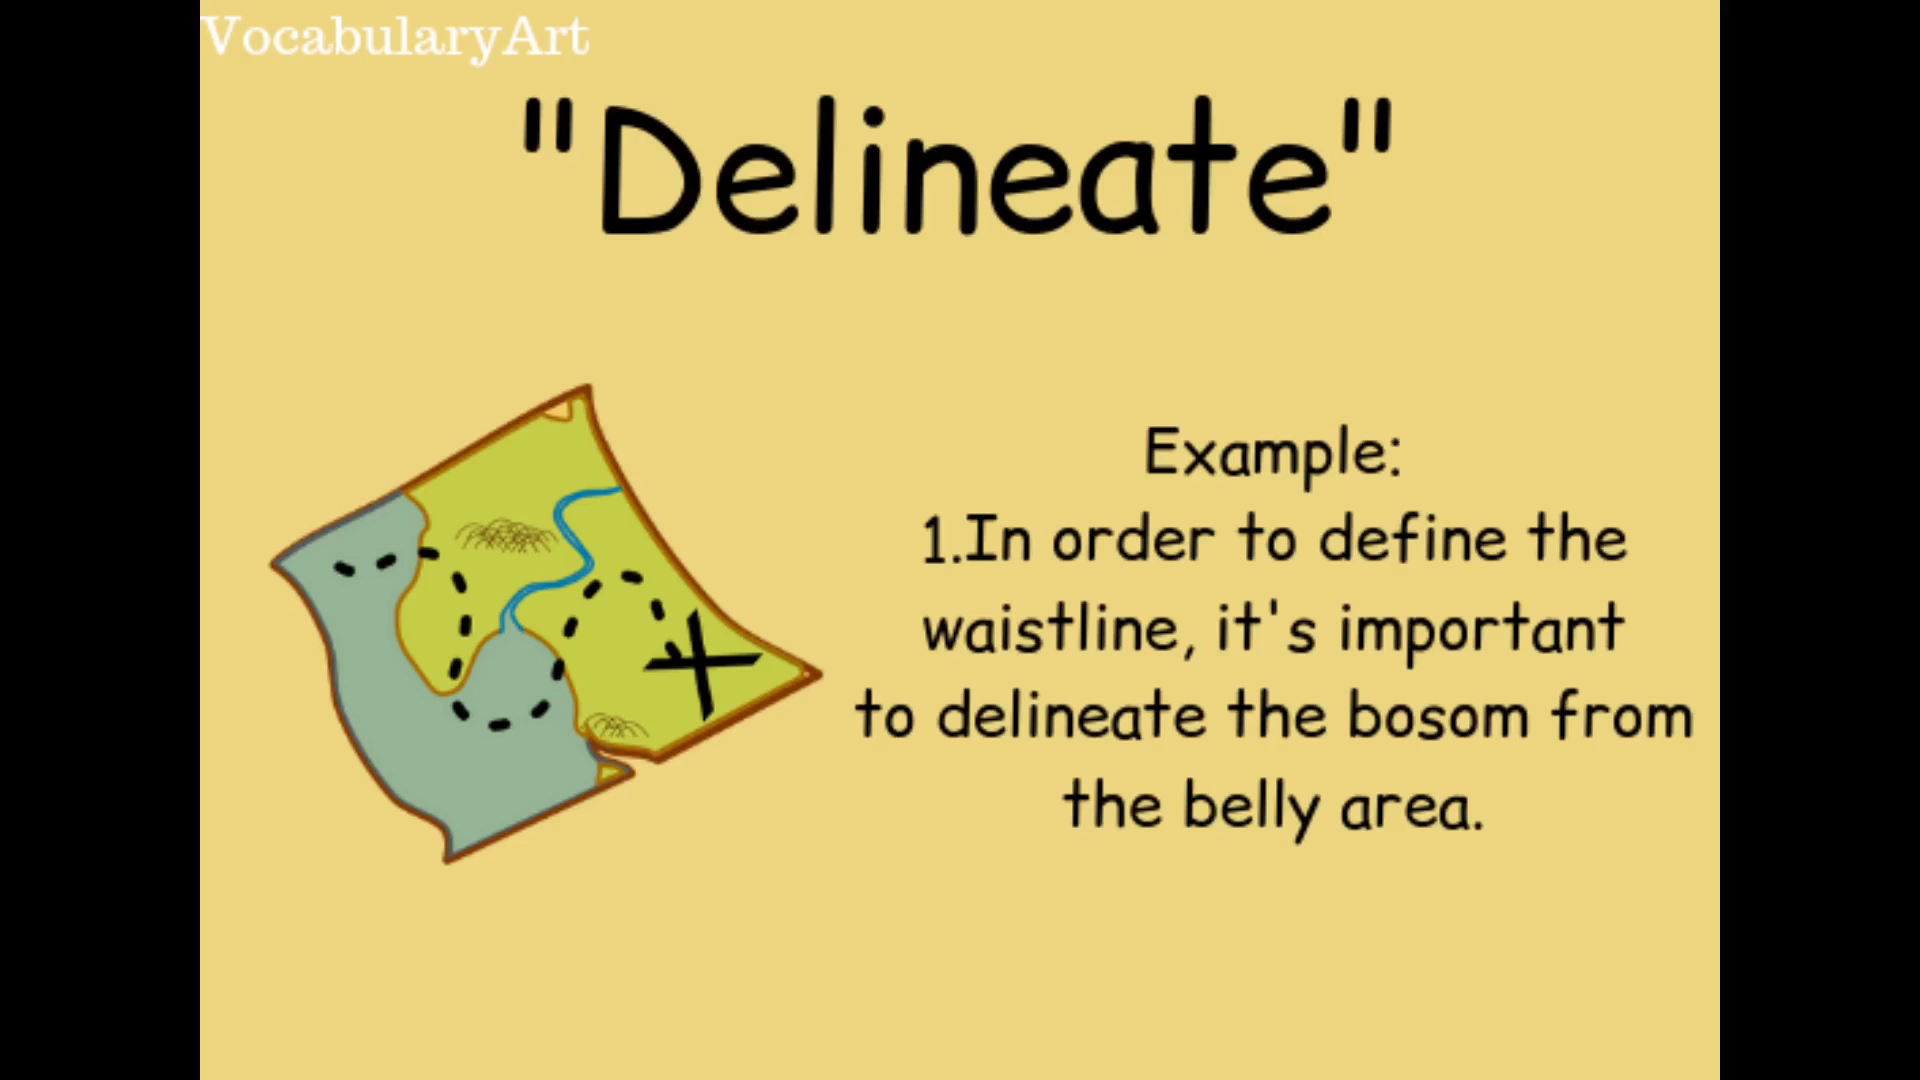 VocabularyArt
"Delineate"
Example:
1.In order to define the
waistline, it's important
to delineate the bosom from
the belly area.